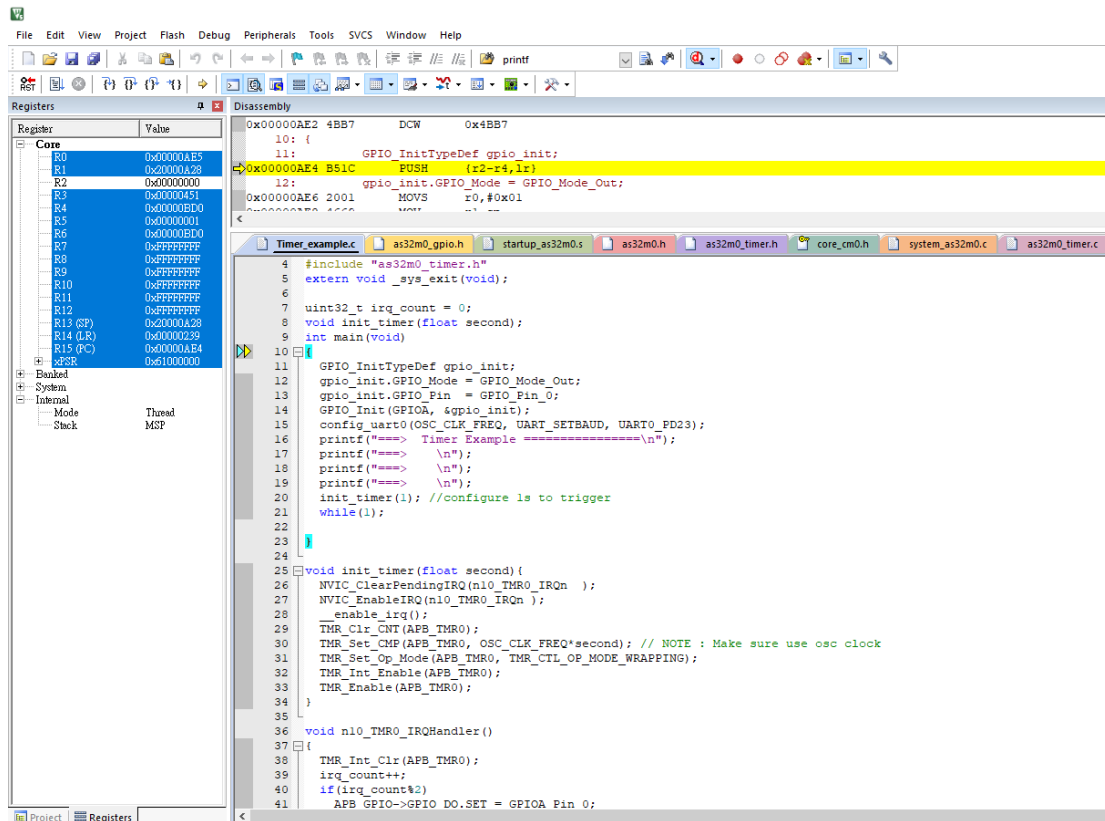 File Edit View Project Flash Debug Peripherals Tools SVCS Window Help
printf
RST
Registers
Register Value
Core
R0 0x00000AE5
R1 0x20000A28
R2 0x00000000
R3 0x00000451
R4 0x00000BD0
R5 0x00000001
R6 0x00000BD0
R7 0xFFFFFFFF
R8 0xFFFFFFFF
R9 0xFFFFFFFF
R10 0xFFFFFFFF
R11 0xFFFFFFFF
R12 0xFFFFFFFF
R13 (SP) 0x20000A28
R14 (LR) 0x00000239
R15 (PC) 0x00000AE4
xPSR 0x61000000
Banked
System
Internal
Mode Thread
Stack MSP
Project Registers
Disassembly
0x00000AE2 4BB7 DCW 0x4BB7
10: {
11: GPIO_InitTypeDef gpio_init;
0x00000AE4 B51C PUSH {r2-r4,lr}
12: gpio_init.GPIO_Mode = GPIO_Mode_Out;
0x00000AE6 2001 MOVS r0,#0x01
Timer_example.c as32m0_gpio.h startup_as32m0.s as32m0.h as32m0_timer.h core_cm0.h system_as32m0.c as32m0_timer.c
4 #include "as32m0_timer.h"
5 extern void _sys_exit(void);
6
7 uint32_t irq_count = 0;
8 void init_timer(float second);
9 int main(void)
10 {
11 GPIO_InitTypeDef gpio_init;
12 gpio_init.GPIO_Mode = GPIO_Mode_Out;
13 gpio_init.GPIO_Pin = GPIO_Pin_0;
14 GPIO_Init(GPIOA, &gpio_init);
15 config_uart0(OSC_CLK_FREQ, UART_SETBAUD, UART0_PD23);
16 printf("===> Timer Example ================\n");
17 printf("===> \n");
18 printf("===> \n");
19 printf("===> \n");
20 init_timer(1); //configure 1s to trigger
21 while(1);
22
23 }
24
25 void init_timer(float second){
26 NVIC_ClearPendingIRQ(n10_TMR0_IRQn );
27 NVIC_EnableIRQ(n10_TMR0_IRQn );
28 __enable_irq();
29 TMR_Clr_CNT(APB_TMR0);
30 TMR_Set_CMP(APB_TMR0, OSC_CLK_FREQ*second); // NOTE : Make sure use osc clock
31 TMR_Set_Op_Mode(APB_TMR0, TMR_CTL_OP_MODE_WRAPPING);
32 TMR_Int_Enable(APB_TMR0);
33 TMR_Enable(APB_TMR0);
34 }
35
36 void n10_TMR0_IRQHandler()
37 {
38 TMR_Int_Clr(APB_TMR0);
39 irq_count++;
40 if(irq_count%2)
41 APB_GPIO->GPIO_DO.SET = GPIOA_Pin_0;